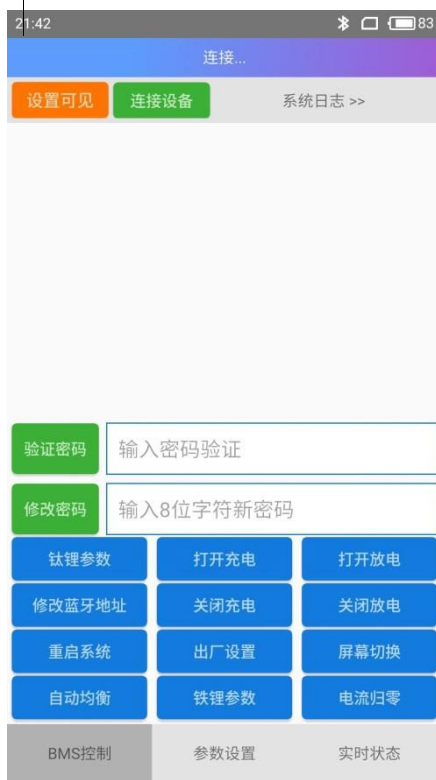 21:42 83
连接...
设置可见 连接设备 系统日志 >>
验证密码 输入密码验证
修改密码 输入8位字符新密码
钛锂参数 打开充电 打开放电
修改蓝牙地址 关闭充电 关闭放电
重启系统 出厂设置 屏幕切换
自动均衡 铁锂参数 电流归零
BMS控制 参数设置 实时状态